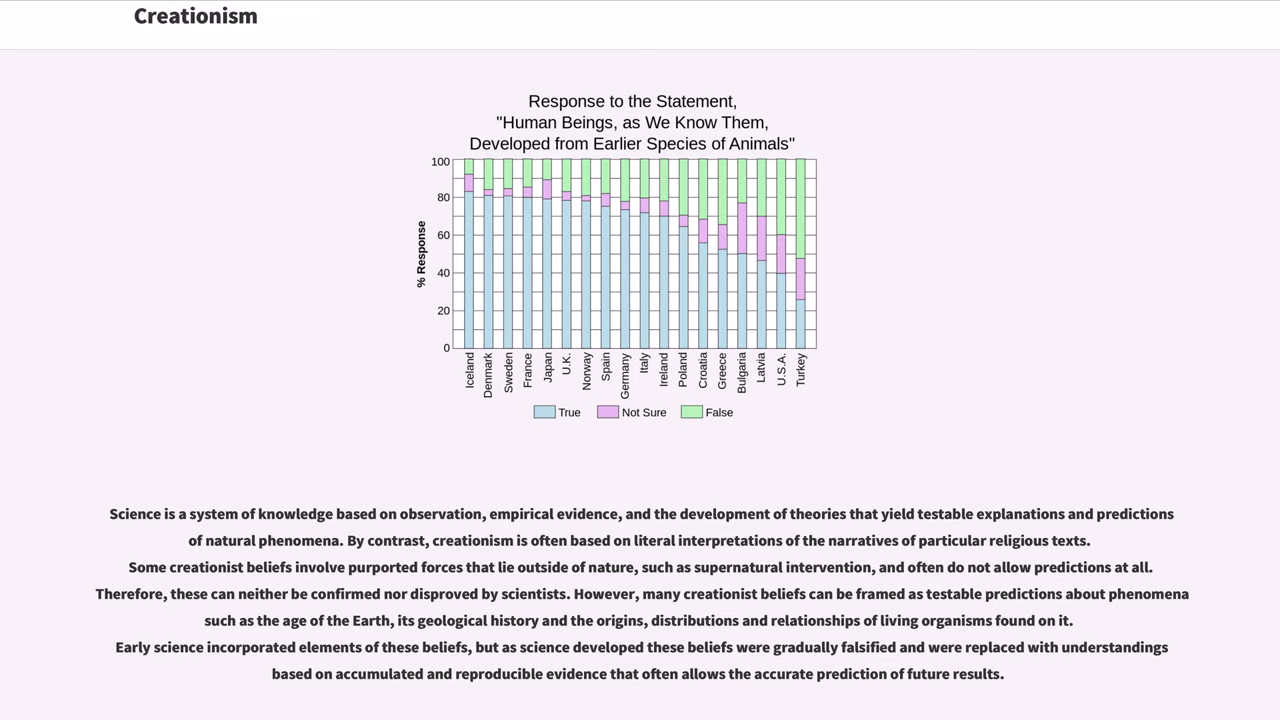 Creationism
Response to the Statement,
"Human Beings, as We Know Them,
Developed from Earlier Species of Animals"
100
80
60
40
20
0
% Response
Iceland
Denmark
Sweden
France
Japan
U.K.
Norway
Spain
Germany
Italy
Ireland
Poland
Croatia
Greece
Bulgaria
Latvia
U.S.A.
Turkey
True Not Sure False
Science is a system of knowledge based on observation, empirical evidence, and the development of theories that yield testable explanations and predictions
of natural phenomena. By contrast, creationism is often based on literal interpretations of the narratives of particular religious texts.
Some creationist beliefs involve purported forces that lie outside of nature, such as supernatural intervention, and often do not allow predictions at all.
Therefore, these can neither be confirmed nor disproved by scientists. However, many creationist beliefs can be framed as testable predictions about phenomena
such as the age of the Earth, its geological history and the origins, distributions and relationships of living organisms found on it.
Early science incorporated elements of these beliefs, but as science developed these beliefs were gradually falsified and were replaced with understandings
based on accumulated and reproducible evidence that often allows the accurate prediction of future results.